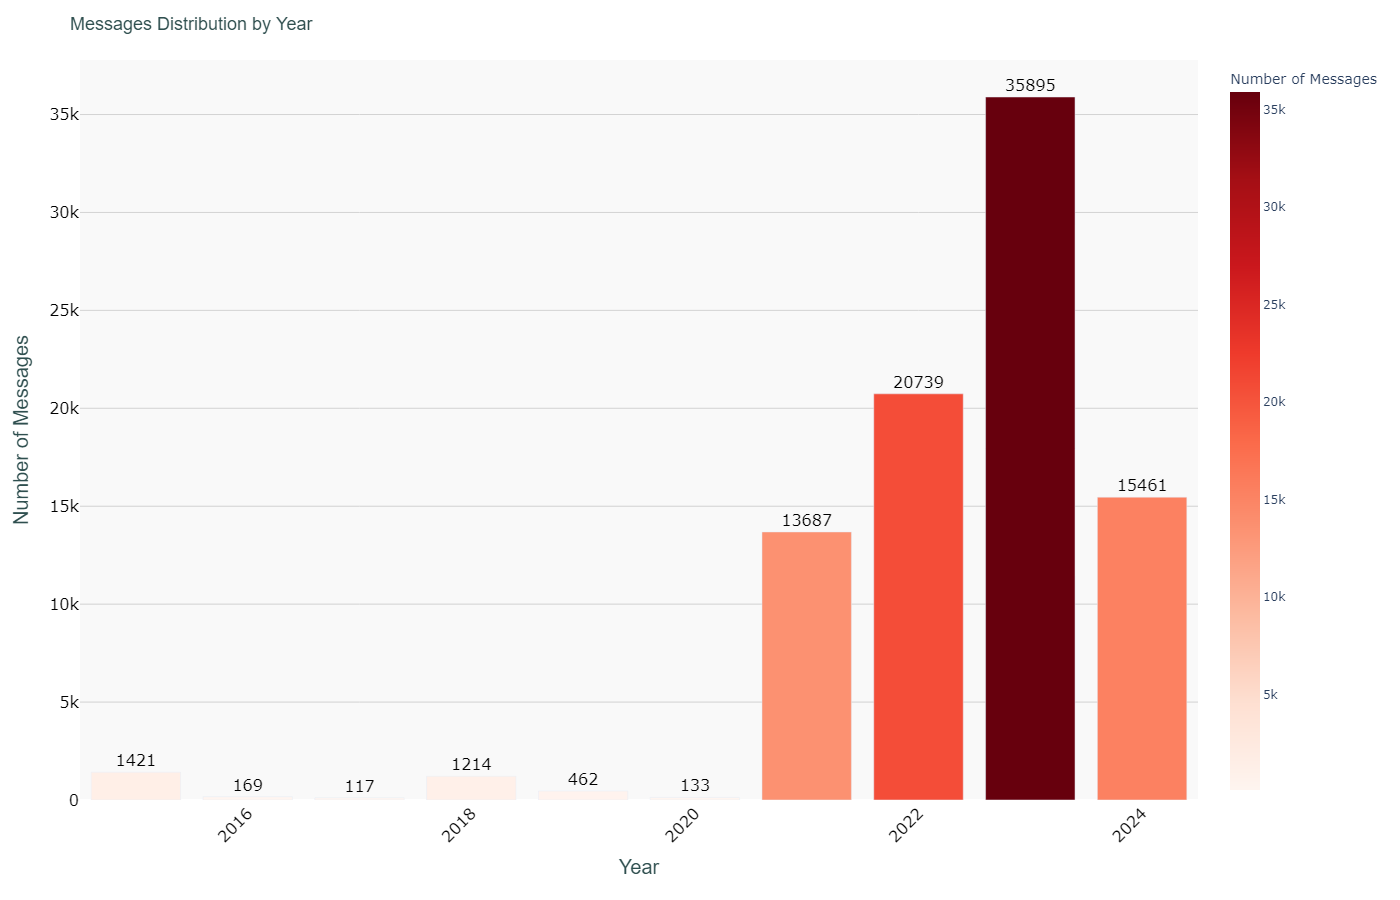 Messages Distribution by Year
Number of Messages
35k
30k
25k
20k
15k
10k
5k
0
1421
169
117
1214
462
133
13687
20739
35895
15461
2016
2018
2020
2022
2024
Year
Number of Messages
35k
30k
25k
20k
15k
10k
5k